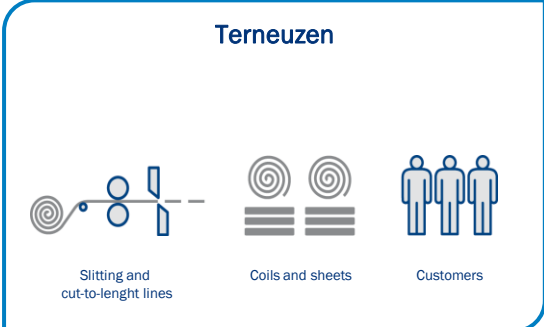 Terneuzen
Slitting and
cut-to-lenght lines
Coils and sheets
Customers